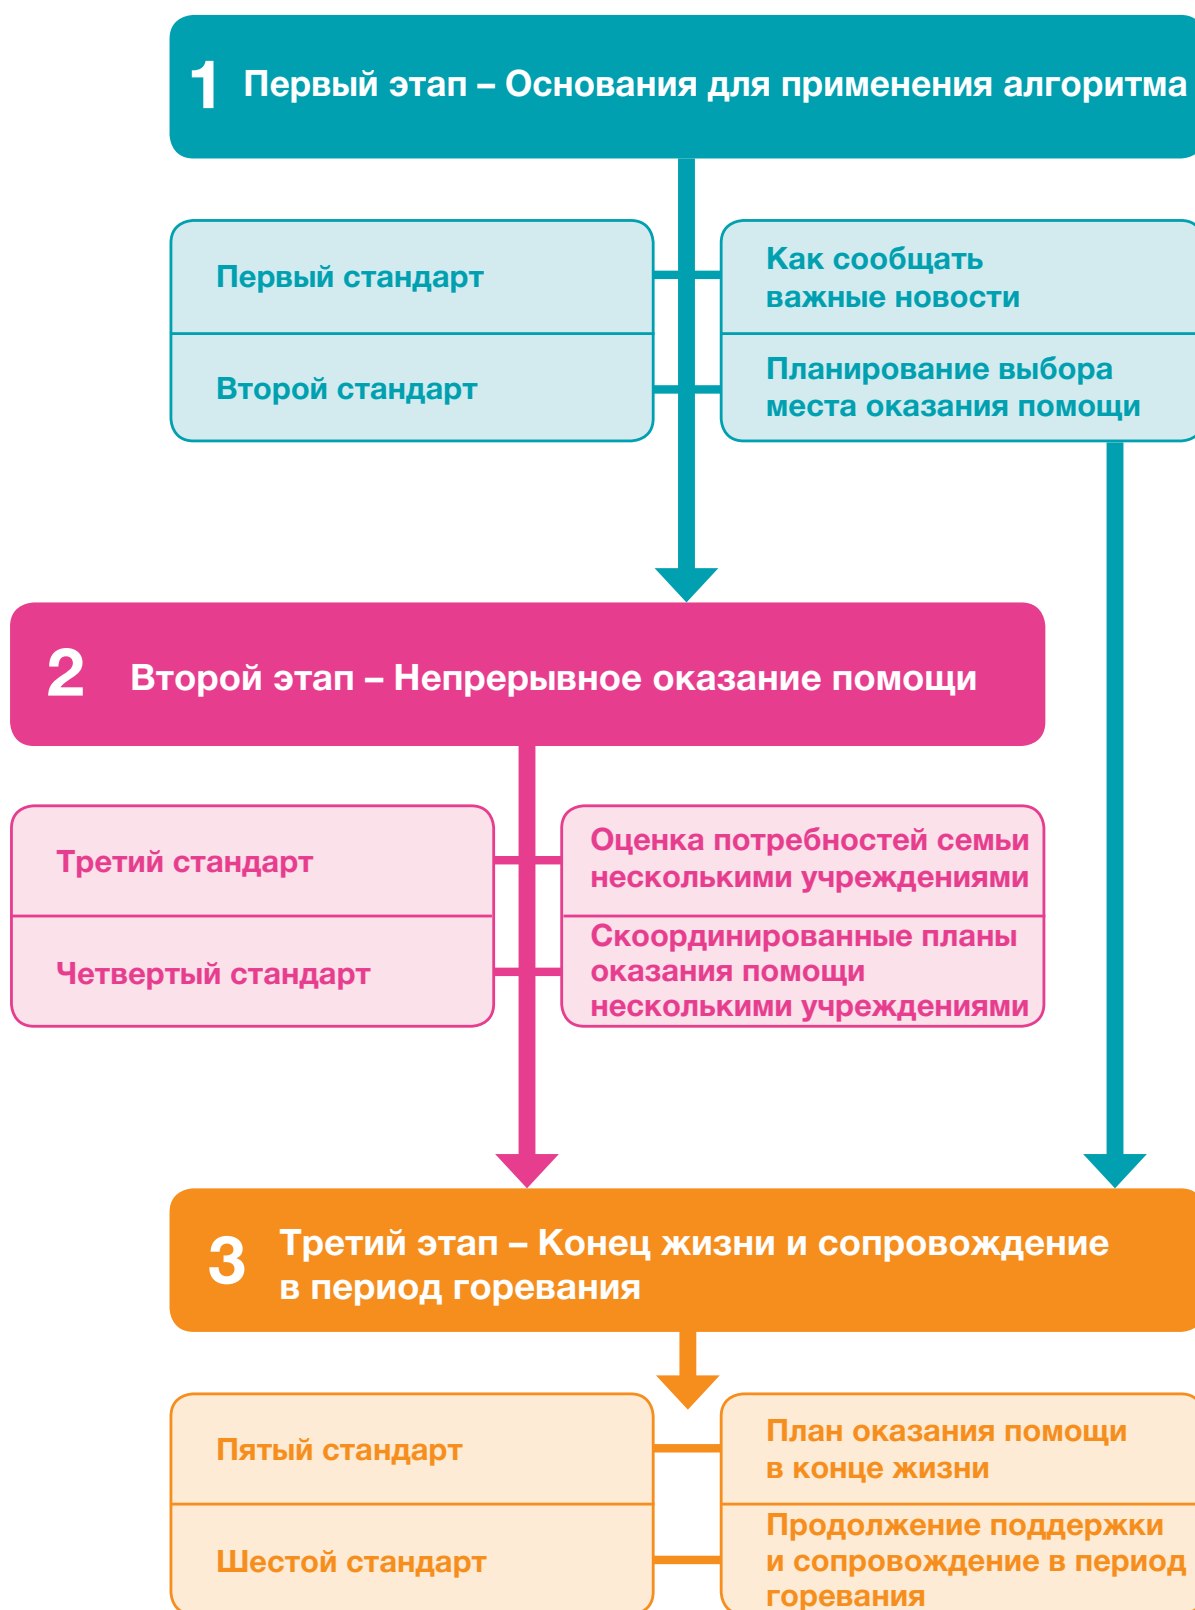 1 Первый этап – Основания для применения алгоритма
Первый стандарт
Как сообщать
важные новости
Второй стандарт
Планирование выбора
места оказания помощи
2 Второй этап – Непрерывное оказание помощи
Третий стандарт
Оценка потребностей семьи
несколькими учреждениями
Четвертый стандарт
Скоординированные планы
оказания помощи
несколькими учреждениями
3 Третий этап – Конец жизни и сопровождение
в период горевания
Пятый стандарт
План оказания помощи
в конце жизни
Шестой стандарт
Продолжение поддержки
и сопровождение в период
горевания